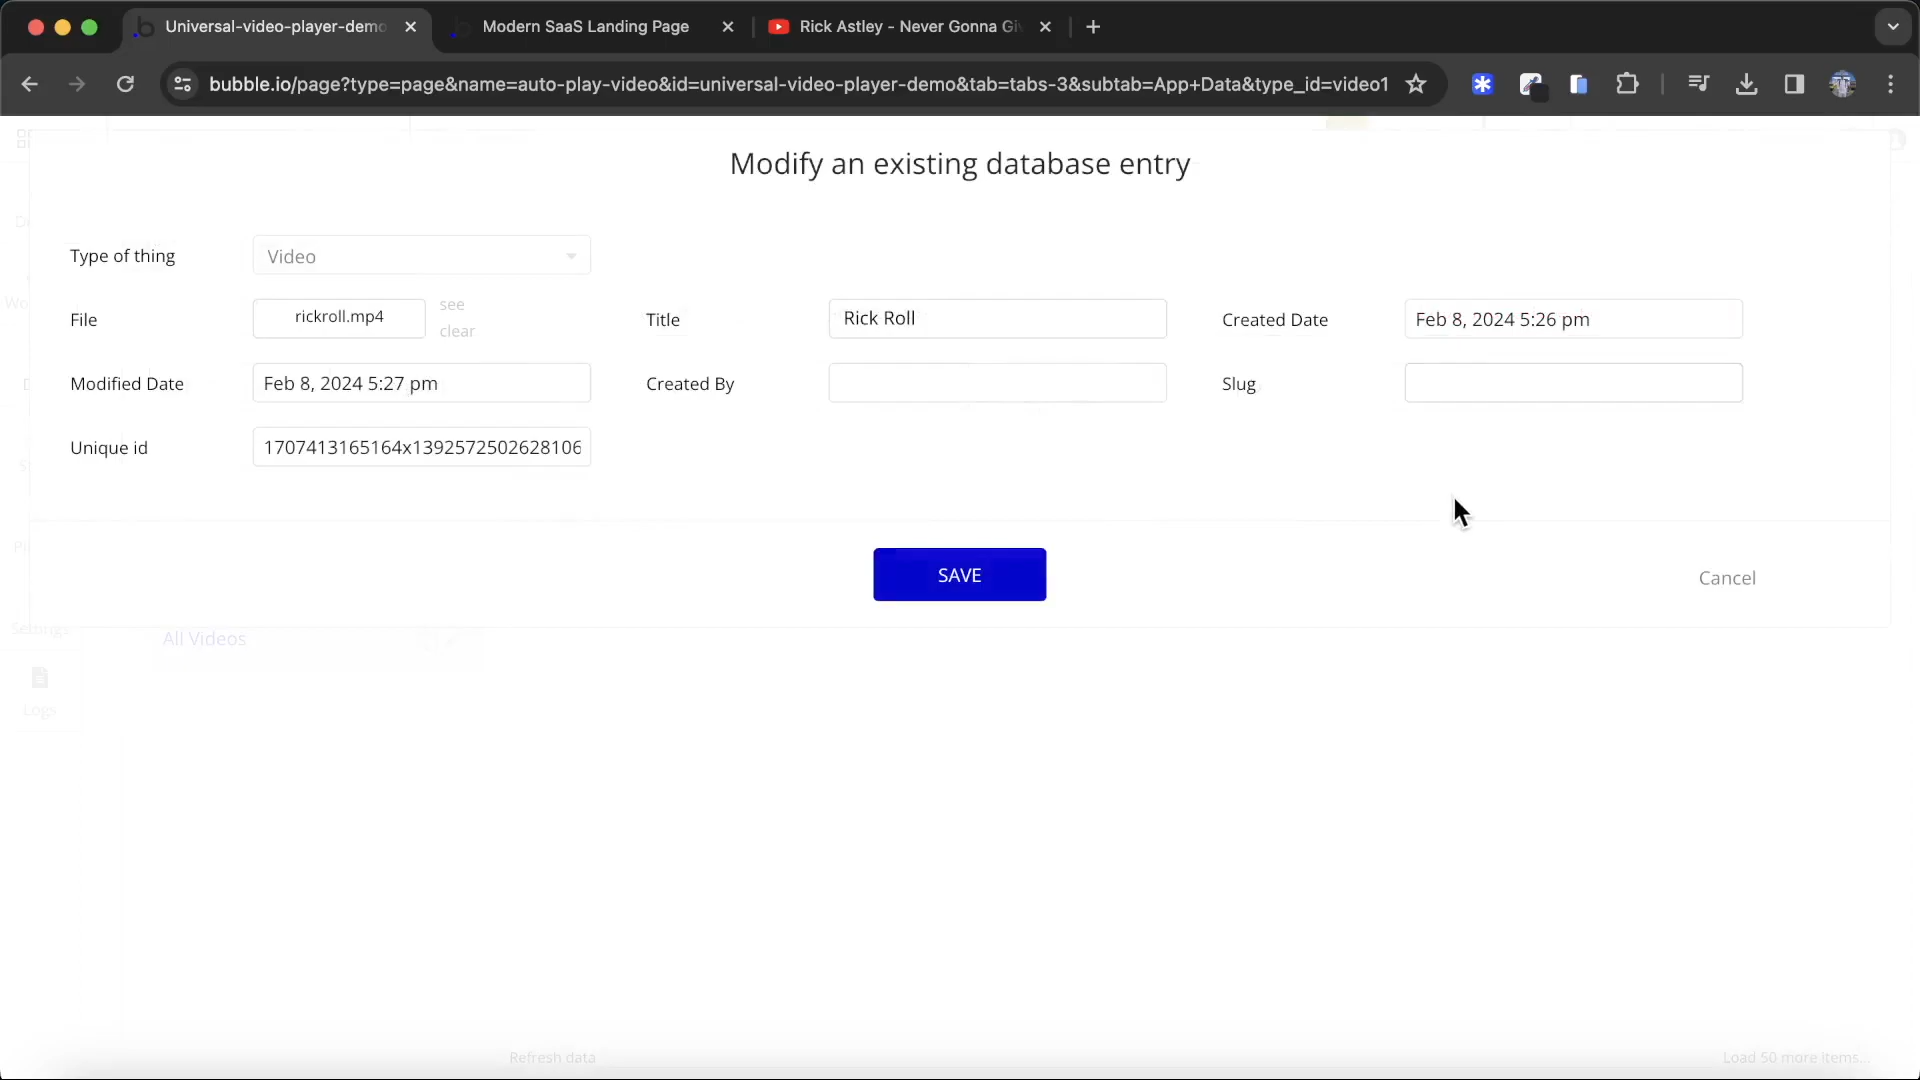 Universal-video-player-demo
Modern SaaS Landing Page
Rick Astley - Never Gonna Gi
bubble.io/page?type=page&name=auto-play-video&id=universal-video-player-demo&tab=tabs-3&subtab=App+Data&type_id=video1
Modify an existing database entry
Type of thing
Video
File
rickroll.mp4
see
clear
Title
Rick Roll
Created Date
Feb 8, 2024 5:26 pm
Modified Date
Feb 8, 2024 5:27 pm
Created By
Slug
Unique id
1707413165164x1392572502628106
SAVE
Cancel
Settings
All Videos
Logs
Refresh data
Load 50 more items...